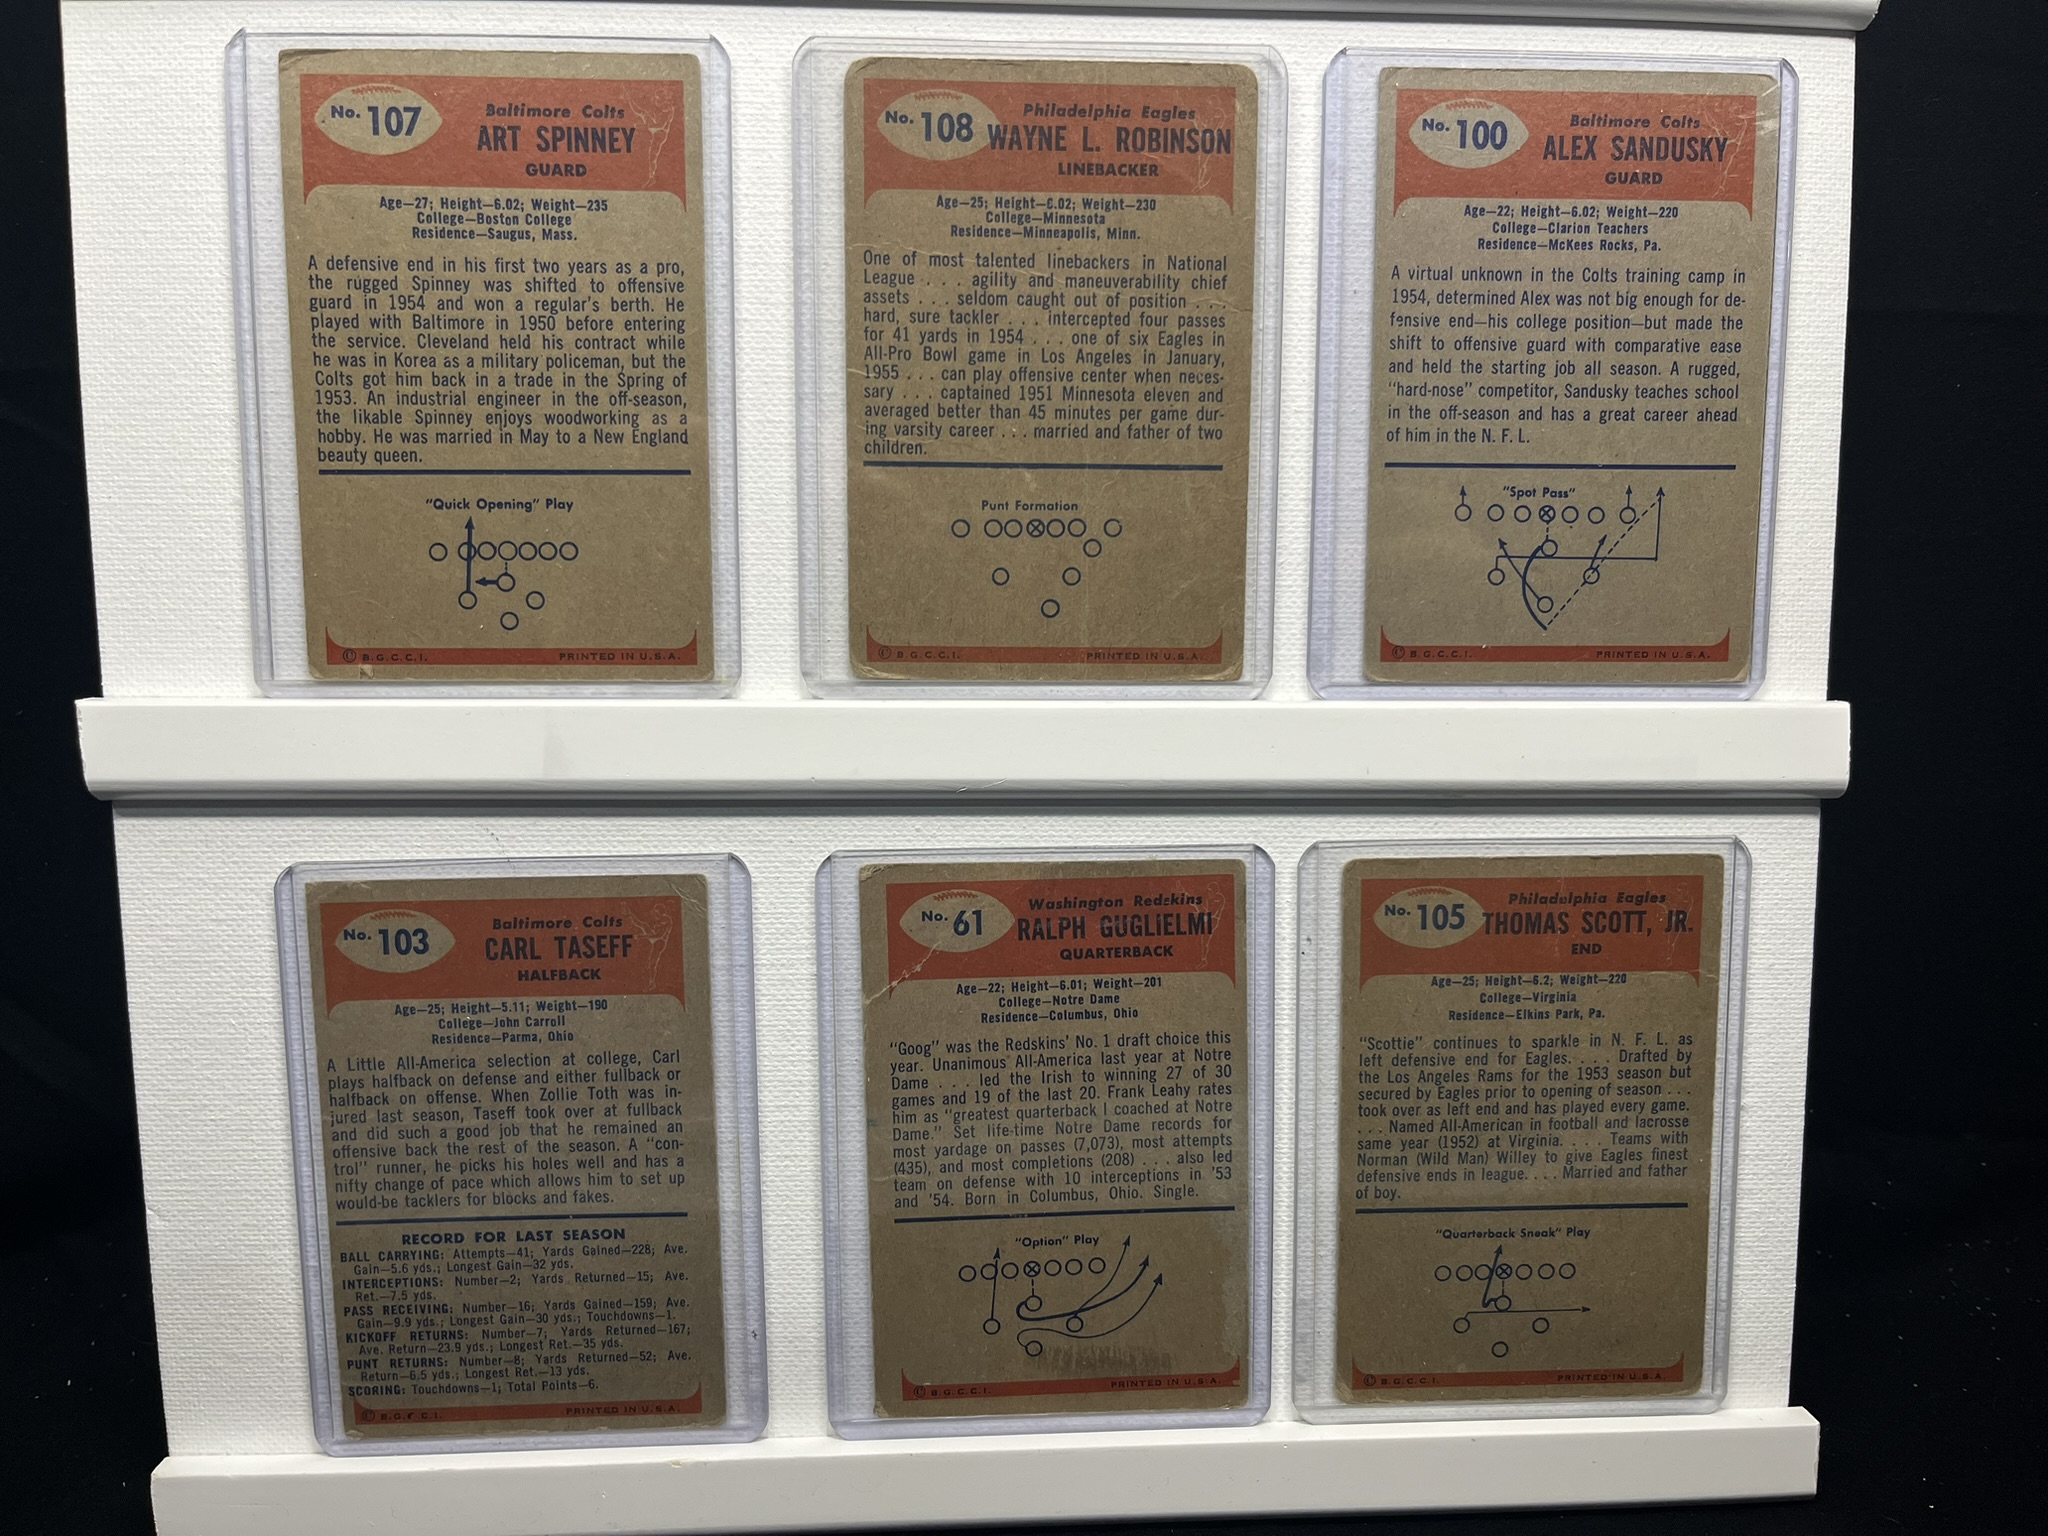 No. 107
Baltimore Colts
ART SPINNEY
GUARD
Age—27; Height—6.02; Weight—235
College—Boston College
Residence—Saugus, Mass.
A defensive end in his first two years as a pro,
the rugged Spinney was shifted to offensive
guard in 1954 and won a regular's berth. He
played with Baltimore in 1950 before entering
the service. Cleveland held his contract while
he was in Korea as a military policeman, but the
Colts got him back in a trade in the Spring of
1953. An industrial engineer in the off-season,
the likable Spinney enjoys woodworking as a
hobby. He was married in May to a New England
beauty queen.
"Quick Opening" Play
© B.G.C.C.I. PRINTED IN U.S.A.
No. 108
Philadelphia Eagles
WAYNE L. ROBINSON
LINEBACKER
Age—25; Height—6.02; Weight—230
College—Minnesota
Residence—Minneapolis, Minn.
One of most talented linebackers in National
League . . . agility and maneuverability chief
assets . . . seldom caught out of position . . .
hard, sure tackler . . . intercepted four passes
for 41 yards in 1954 . . . one of six Eagles in
All-Pro Bowl game in Los Angeles in January,
1955 . . . can play offensive center when neces-
sary . . . captained 1951 Minnesota eleven and
averaged better than 45 minutes per game dur-
ing varsity career . . . married and father of two
children.
Punt Formation
© B.G.C.C.I. PRINTED IN U.S.A.
No. 100
Baltimore Colts
ALEX SANDUSKY
GUARD
Age—22; Height—6.02; Weight—220
College—Clarion Teachers
Residence—McKees Rocks, Pa.
A virtual unknown in the Colts training camp in
1954, determined Alex was not big enough for de-
fensive end—his college position—but made the
shift to offensive guard with comparative ease
and held the starting job all season. A rugged,
"hard-nose" competitor, Sandusky teaches school
in the off-season and has a great career ahead
of him in the N. F. L.
"Spot Pass"
© B.G.C.C.I. PRINTED IN U.S.A.
No. 103
Baltimore Colts
CARL TASEFF
HALFBACK
Age—25; Height—5.11; Weight—190
College—John Carroll
Residence—Parma, Ohio
A Little All-America selection at college, Carl
plays halfback on defense and either fullback or
halfback on offense. When Zollie Toth was in-
jured last season, Taseff took over at fullback
and did such a good job that he remained an
offensive back the rest of the season. A "con-
trol" runner, he picks his holes well and has a
nifty change of pace which allows him to set up
would-be tacklers for blocks and fakes.
RECORD FOR LAST SEASON
BALL CARRYING: Attempts—41; Yards Gained—228; Ave.
Gain—5.6 yds.; Longest Gain—32 yds.
INTERCEPTIONS: Number—2; Yards Returned—15; Ave.
Ret.—7.5 yds.
PASS RECEIVING: Number—16; Yards Gained—159; Ave.
Gain—9.9 yds.; Longest Gain—30 yds.; Touchdowns—1.
KICKOFF RETURNS: Number—7; Yards Returned—167;
Ave. Return—23.9 yds.; Longest Ret.—35 yds.
PUNT RETURNS: Number—8; Yards Returned—52; Ave.
Return—6.5 yds.; Longest Ret.—13 yds.
SCORING: Touchdowns—1; Total Points—6.
© B.G.C.C.I. PRINTED IN U.S.A.
No. 61
Washington Redskins
RALPH GUGLIELMI
QUARTERBACK
Age—22; Height—6.01; Weight—201
College—Notre Dame
Residence—Columbus, Ohio
"Goog" was the Redskins' No. 1 draft choice this
year. Unanimous All-America last year at Notre
Dame . . . led the Irish to winning 27 of 30
games and 19 of the last 20. Frank Leahy rates
him as "greatest quarterback I coached at Notre
Dame." Set life-time Notre Dame records for
most yardage on passes (7,073), most attempts
(435), and most completions (208) . . . also led
team on defense with 10 interceptions in '53
and '54. Born in Columbus, Ohio. Single.
"Option" Play
© B.G.C.C.I. PRINTED IN U.S.A.
No. 105
Philadelphia Eagles
THOMAS SCOTT, JR.
END
Age—25; Height—6.2; Weight—220
College—Virginia
Residence—Elkins Park, Pa.
"Scottie" continues to sparkle in N. F. L. as
left defensive end for Eagles. . . . Drafted by
the Los Angeles Rams for the 1953 season but
secured by Eagles prior to opening of season . . .
took over as left end and has played every game.
. . . Named All-American in football and lacrosse
same year (1952) at Virginia. . . . Teams with
Norman (Wild Man) Willey to give Eagles finest
defensive ends in league. . . . Married and father
of boy.
"Quarterback Sneak" Play
© B.G.C.C.I. PRINTED IN U.S.A.